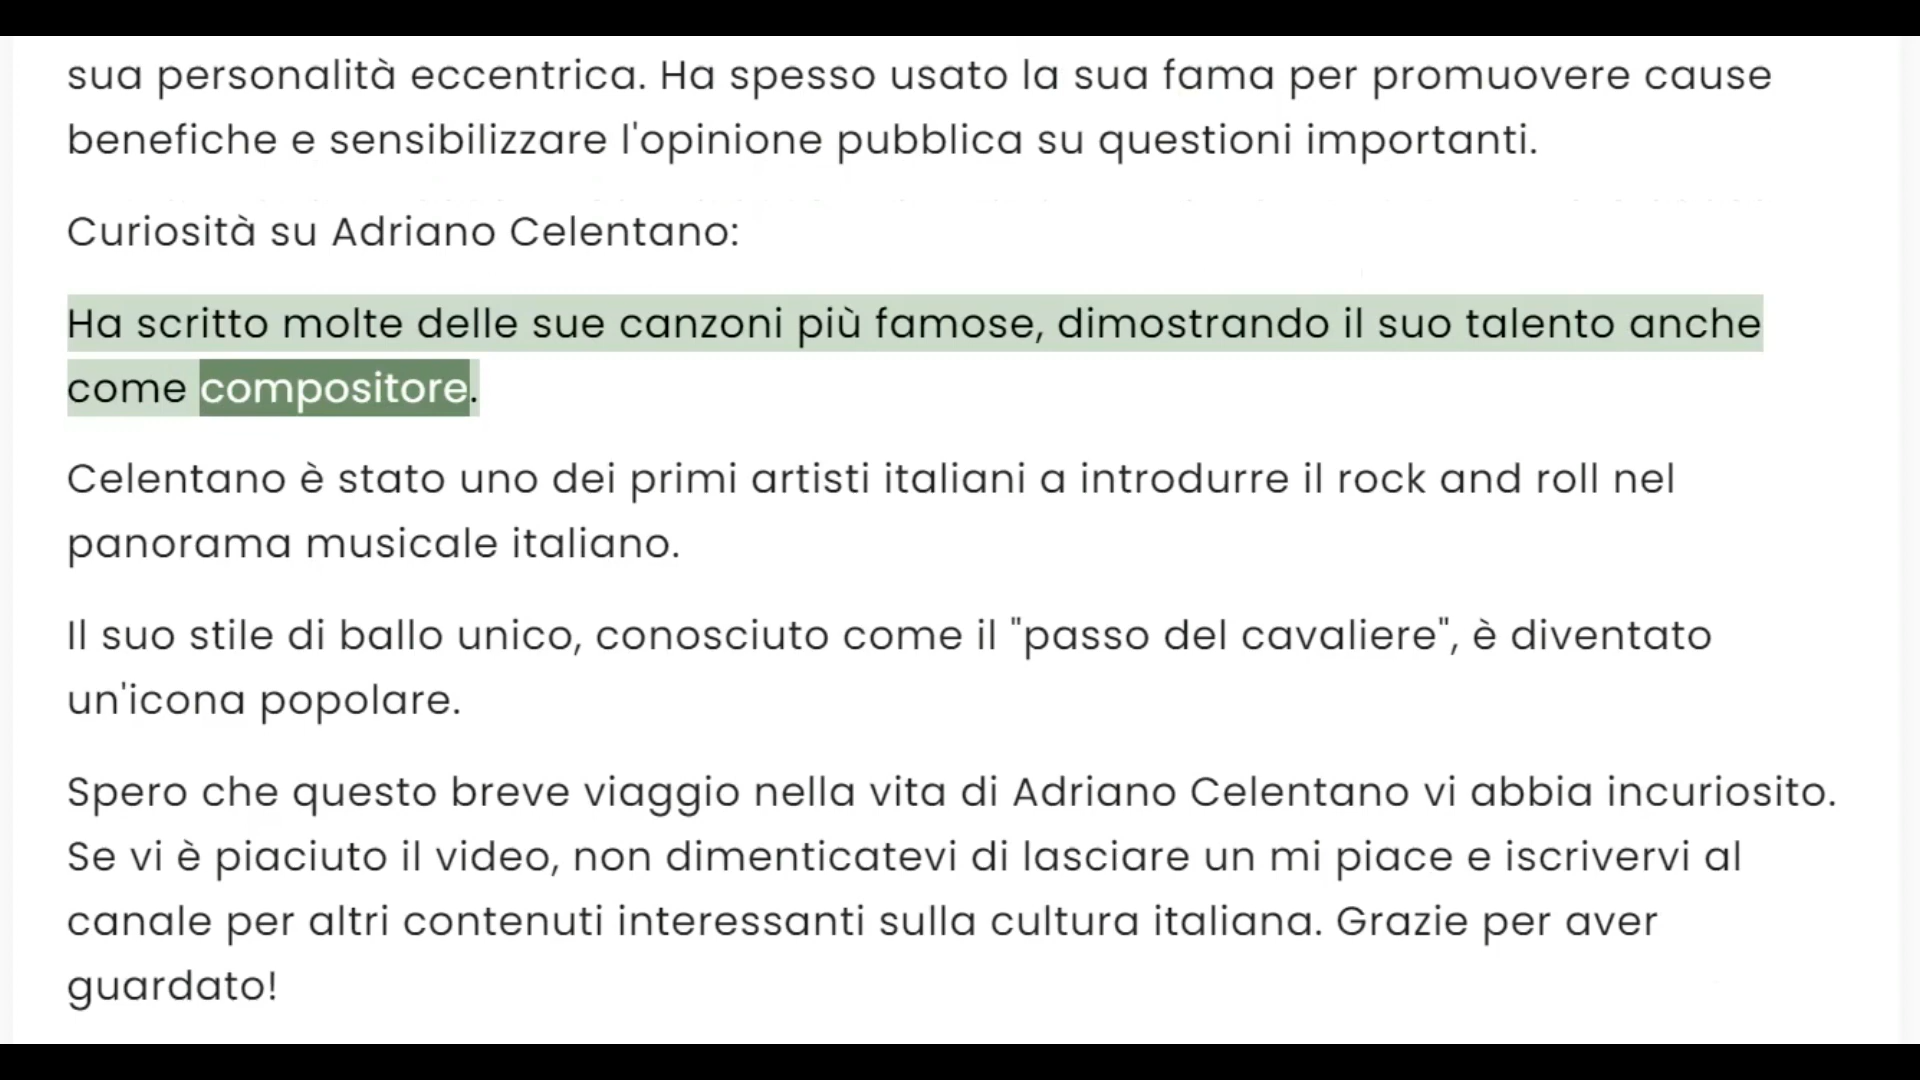 sua personalità eccentrica. Ha spesso usato la sua fama per promuovere cause
benefiche e sensibilizzare l'opinione pubblica su questioni importanti.
Curiosità su Adriano Celentano:
Ha scritto molte delle sue canzoni più famose, dimostrando il suo talento anche
come compositore.
Celentano è stato uno dei primi artisti italiani a introdurre il rock and roll nel
panorama musicale italiano.
Il suo stile di ballo unico, conosciuto come il "passo del cavaliere", è diventato
un'icona popolare.
Spero che questo breve viaggio nella vita di Adriano Celentano vi abbia incuriosito.
Se vi è piaciuto il video, non dimenticatevi di lasciare un mi piace e iscrivervi al
canale per altri contenuti interessanti sulla cultura italiana. Grazie per aver
guardato!